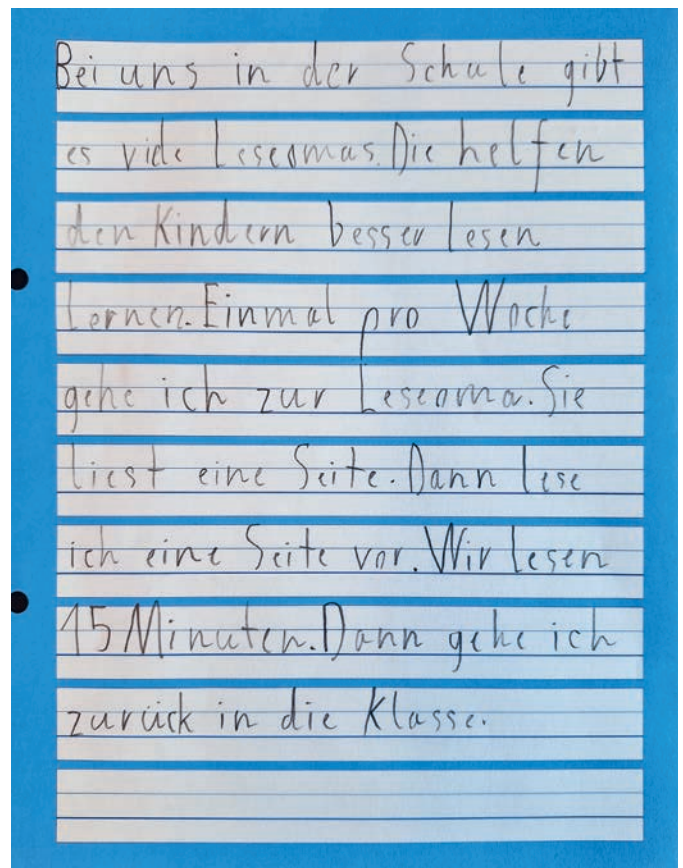 Bei uns in der Schule gibt
es viele Leseomas. Die helfen
den Kindern besser lesen
lernen. Einmal pro Woche
gehe ich zur Leseoma. Sie
liest eine Seite. Dann lese
ich eine Seite vor. Wir lesen
15 Minuten. Dann gehe ich
zurück in die Klasse.